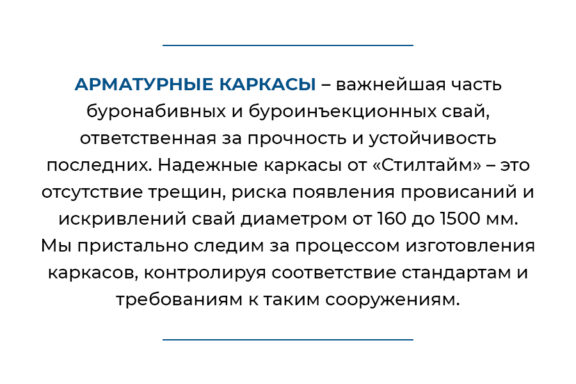 АРМАТУРНЫЕ КАРКАСЫ – важнейшая часть
буронабивных и буроинъекционных свай,
ответственная за прочность и устойчивость
последних. Надежные каркасы от «Стилтайм» – это
отсутствие трещин, риска появления провисаний и
искривлений свай диаметром от 160 до 1500 мм.
Мы пристально следим за процессом изготовления
каркасов, контролируя соответствие стандартам и
требованиям к таким сооружениям.